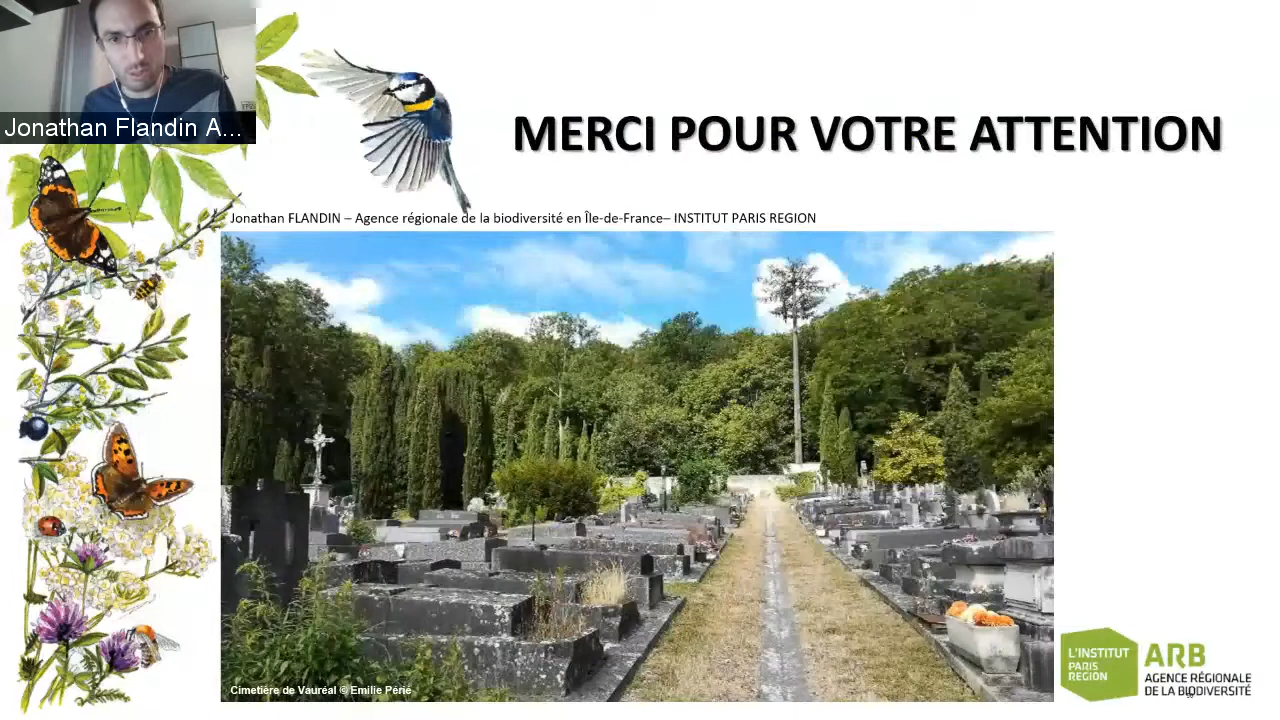 Jonathan Flandin A...
MERCI POUR VOTRE ATTENTION
Jonathan FLANDIN – Agence régionale de la biodiversité en Île-de-France– INSTITUT PARIS REGION
Cimetière de Vauréal © Emilie Périé
L'INSTITUT
PARIS
REGION
ARB
AGENCE RÉGIONALE
DE LA BIODIVERSITÉ